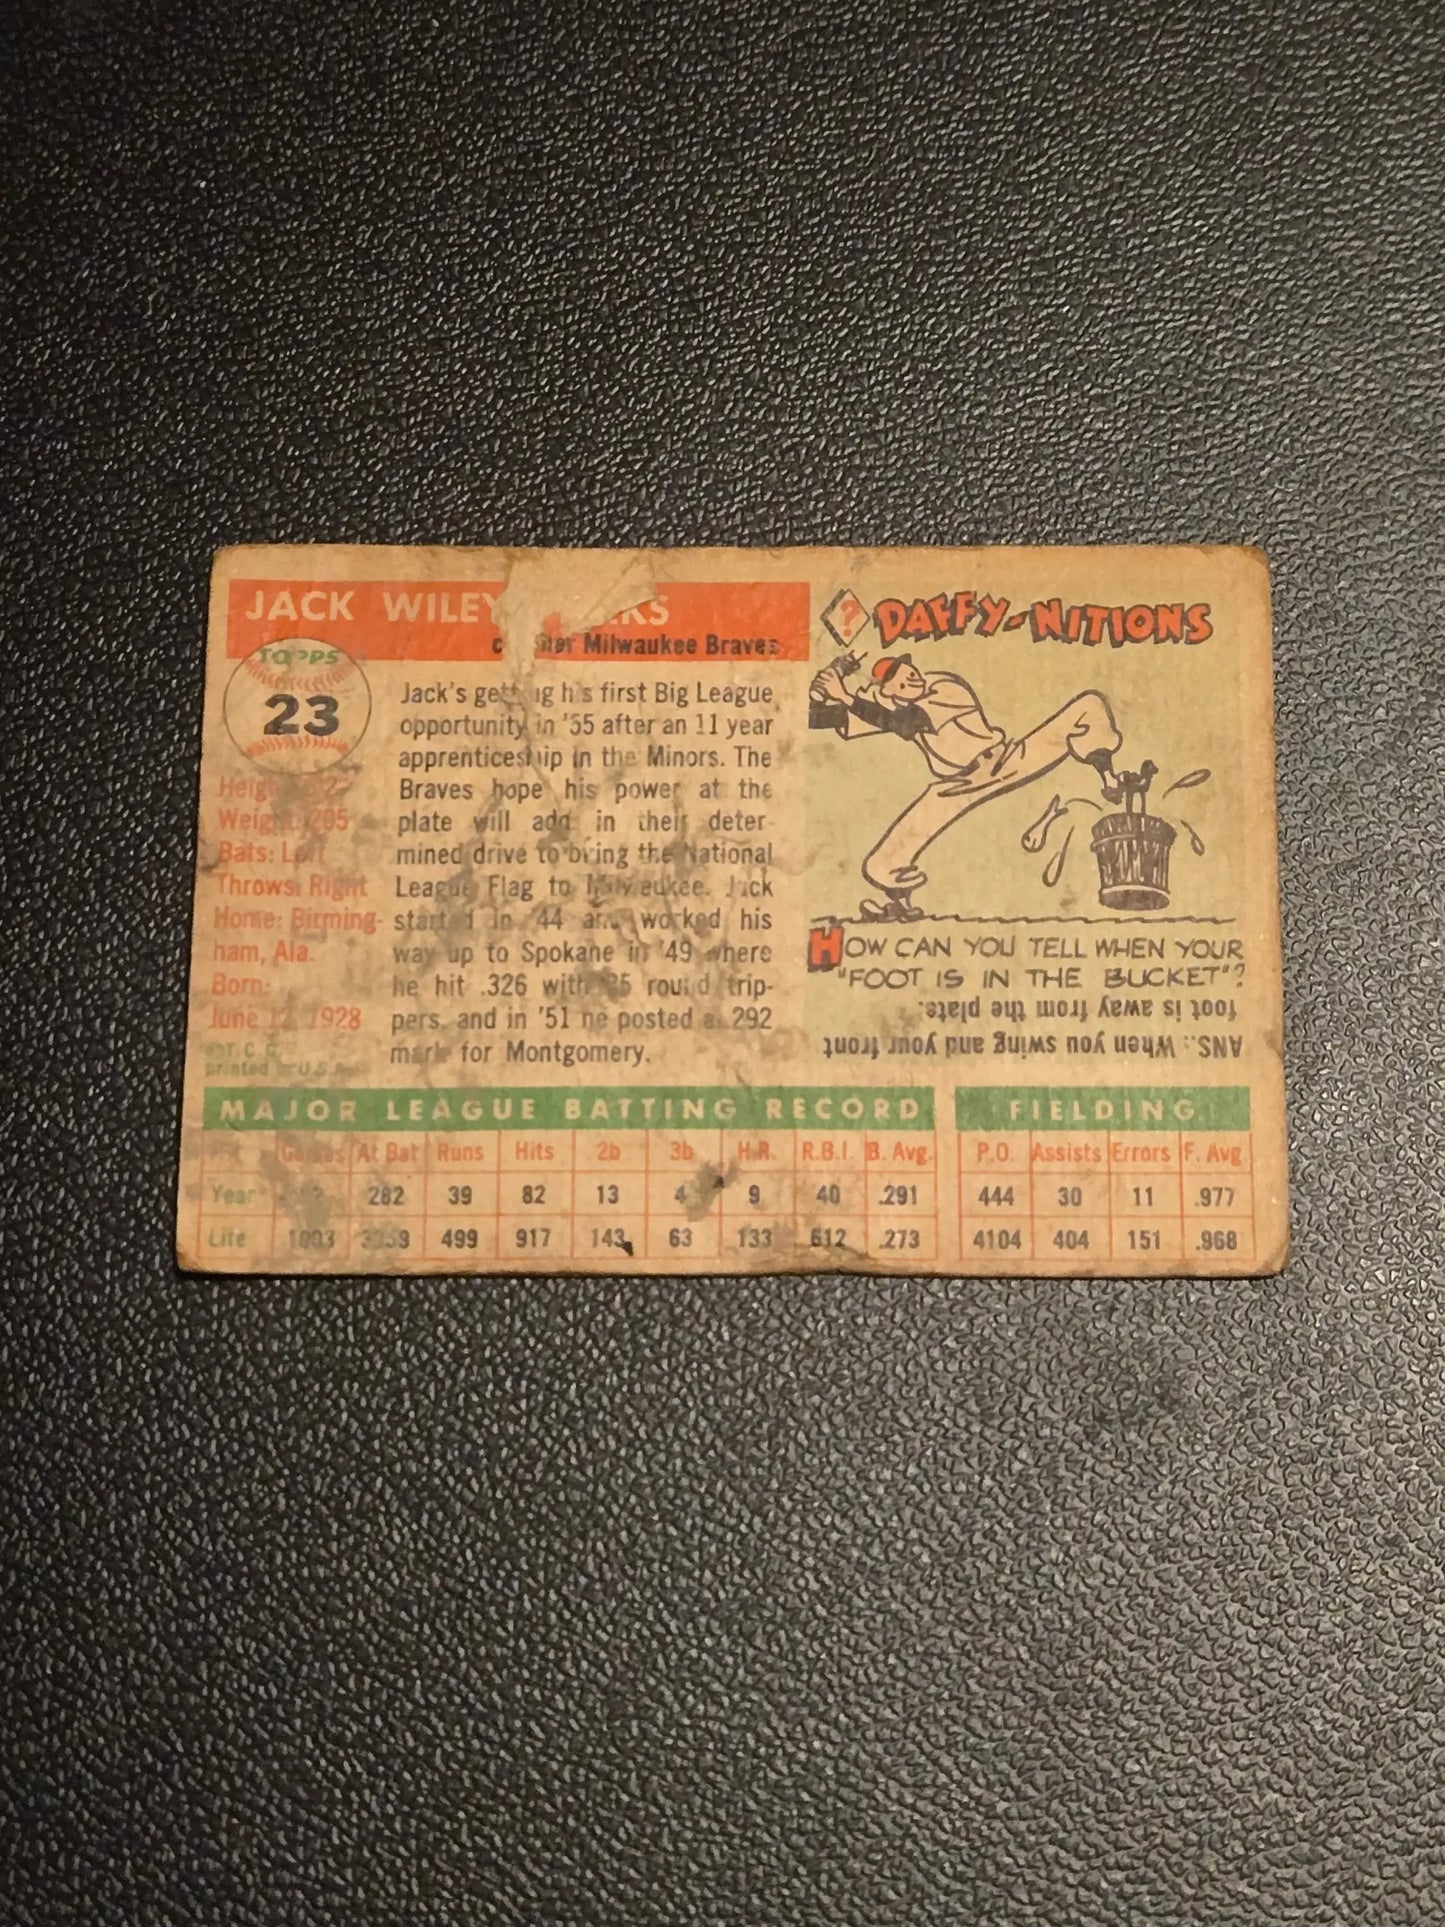 JACK WILEY
Milwaukee Braves
TOPPS
23
Weight: 205
Bats: Left
Throws: Right
Home: Birming-
ham, Ala.
Born:
June 1928
T. C. G.
printed in U.S.A.
Jack's getting his first Big League
opportunity in '55 after an 11 year
apprenticeship in the Minors. The
Braves hope his power at the
plate will add in their deter-
mined drive to bring the National
League Flag to Milwaukee. Jack
started in '44 and worked his
way up to Spokane in '49 where
he hit .326 with round trip-
pers, and in '51 he posted a .292
mark for Montgomery.
? DAFFY-NITIONS
HOW CAN YOU TELL WHEN YOUR
"FOOT IS IN THE BUCKET"?
ANS.: When you swing and your front
foot is away from the plate.
MAJOR LEAGUE BATTING RECORD FIELDING
Games At Bat Runs Hits 2b 3b H.R. R.B.I. B. Avg. P.O. Assists Errors F. Avg.
Year 282 39 82 13 4 9 40 .291 444 30 11 .977
Life 1003 499 917 143 63 133 612 .273 4104 404 151 .968